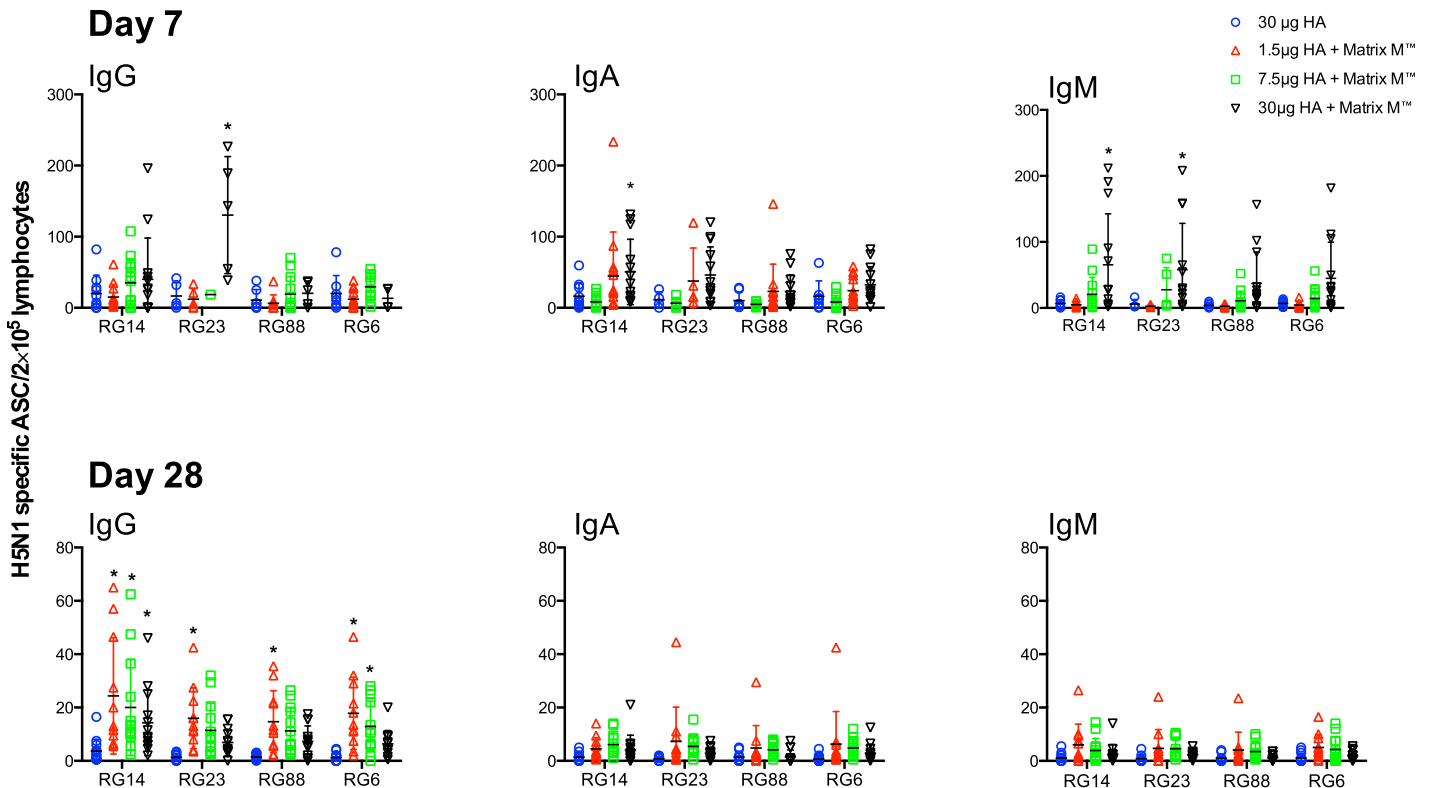 Day 7
30 µg HA
1.5µg HA + Matrix M™
7.5µg HA + Matrix M™
30µg HA + Matrix M™
H5N1 specific ASC/2×10⁵ lymphocytes
IgG
300
200
100
0
*
RG14 RG23 RG88 RG6
IgA
300
200
100
0
*
RG14 RG23 RG88 RG6
IgM
300
200
100
0
* *
RG14 RG23 RG88 RG6
Day 28
IgG
80
60
40
20
0
* * * * * * *
RG14 RG23 RG88 RG6
IgA
80
60
40
20
0
RG14 RG23 RG88 RG6
IgM
80
60
40
20
0
RG14 RG23 RG88 RG6